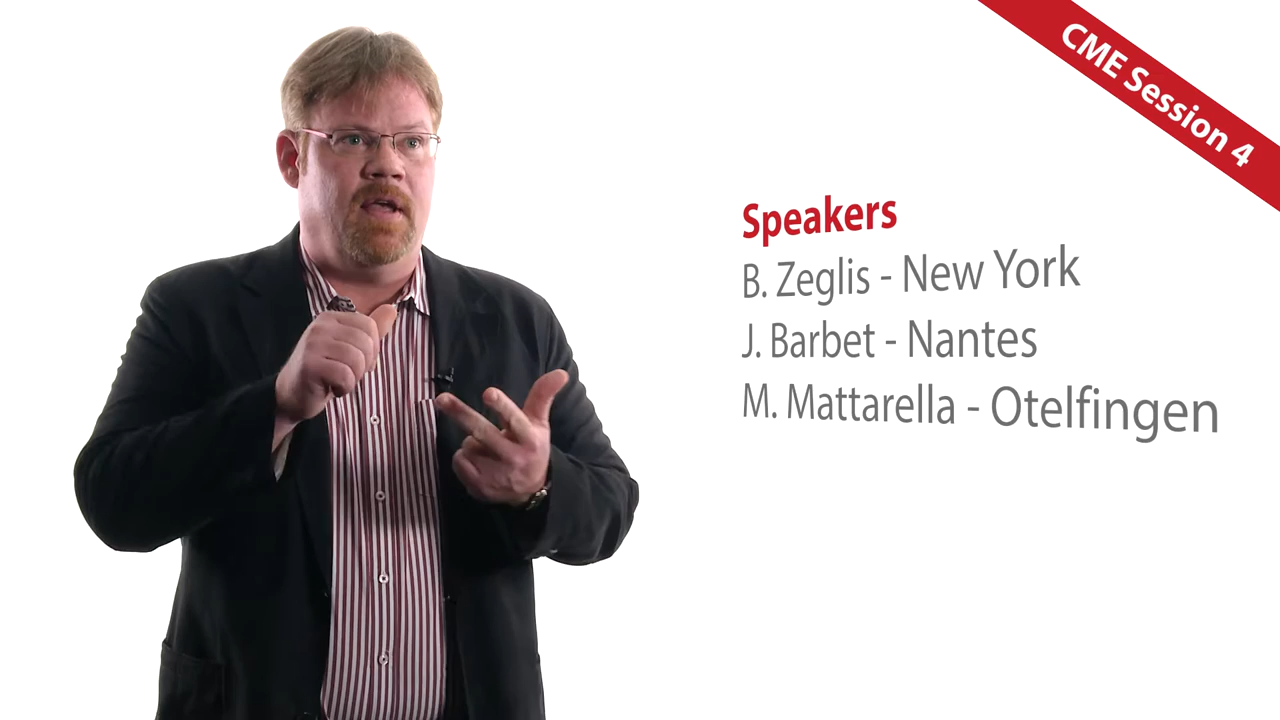 CME Session 4
Speakers
B. Zeglis - New York
J. Barbet - Nantes
M. Mattarella - Otelfingen